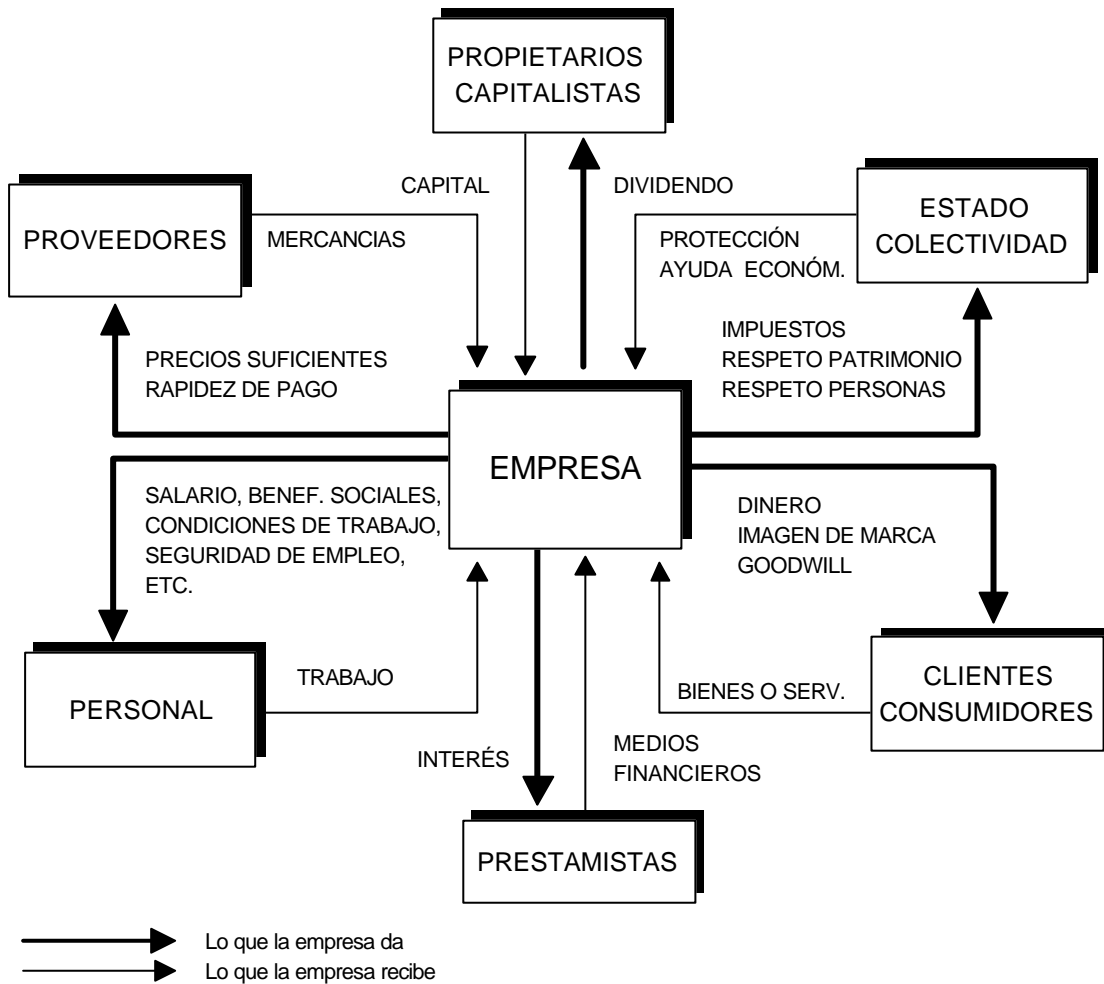 PROPIETARIOS
CAPITALISTAS
CAPITAL
DIVIDENDO
PROVEEDORES
MERCANCIAS
ESTADO
COLECTIVIDAD
PROTECCIÓN
AYUDA ECONÓM.
PRECIOS SUFICIENTES
RAPIDEZ DE PAGO
IMPUESTOS
RESPETO PATRIMONIO
RESPETO PERSONAS
EMPRESA
SALARIO, BENEF. SOCIALES,
CONDICIONES DE TRABAJO,
SEGURIDAD DE EMPLEO,
ETC.
DINERO
IMAGEN DE MARCA
GOODWILL
PERSONAL
TRABAJO
BIENES O SERV.
CLIENTES
CONSUMIDORES
INTERÉS
MEDIOS
FINANCIEROS
PRESTAMISTAS
Lo que la empresa da
Lo que la empresa recibe